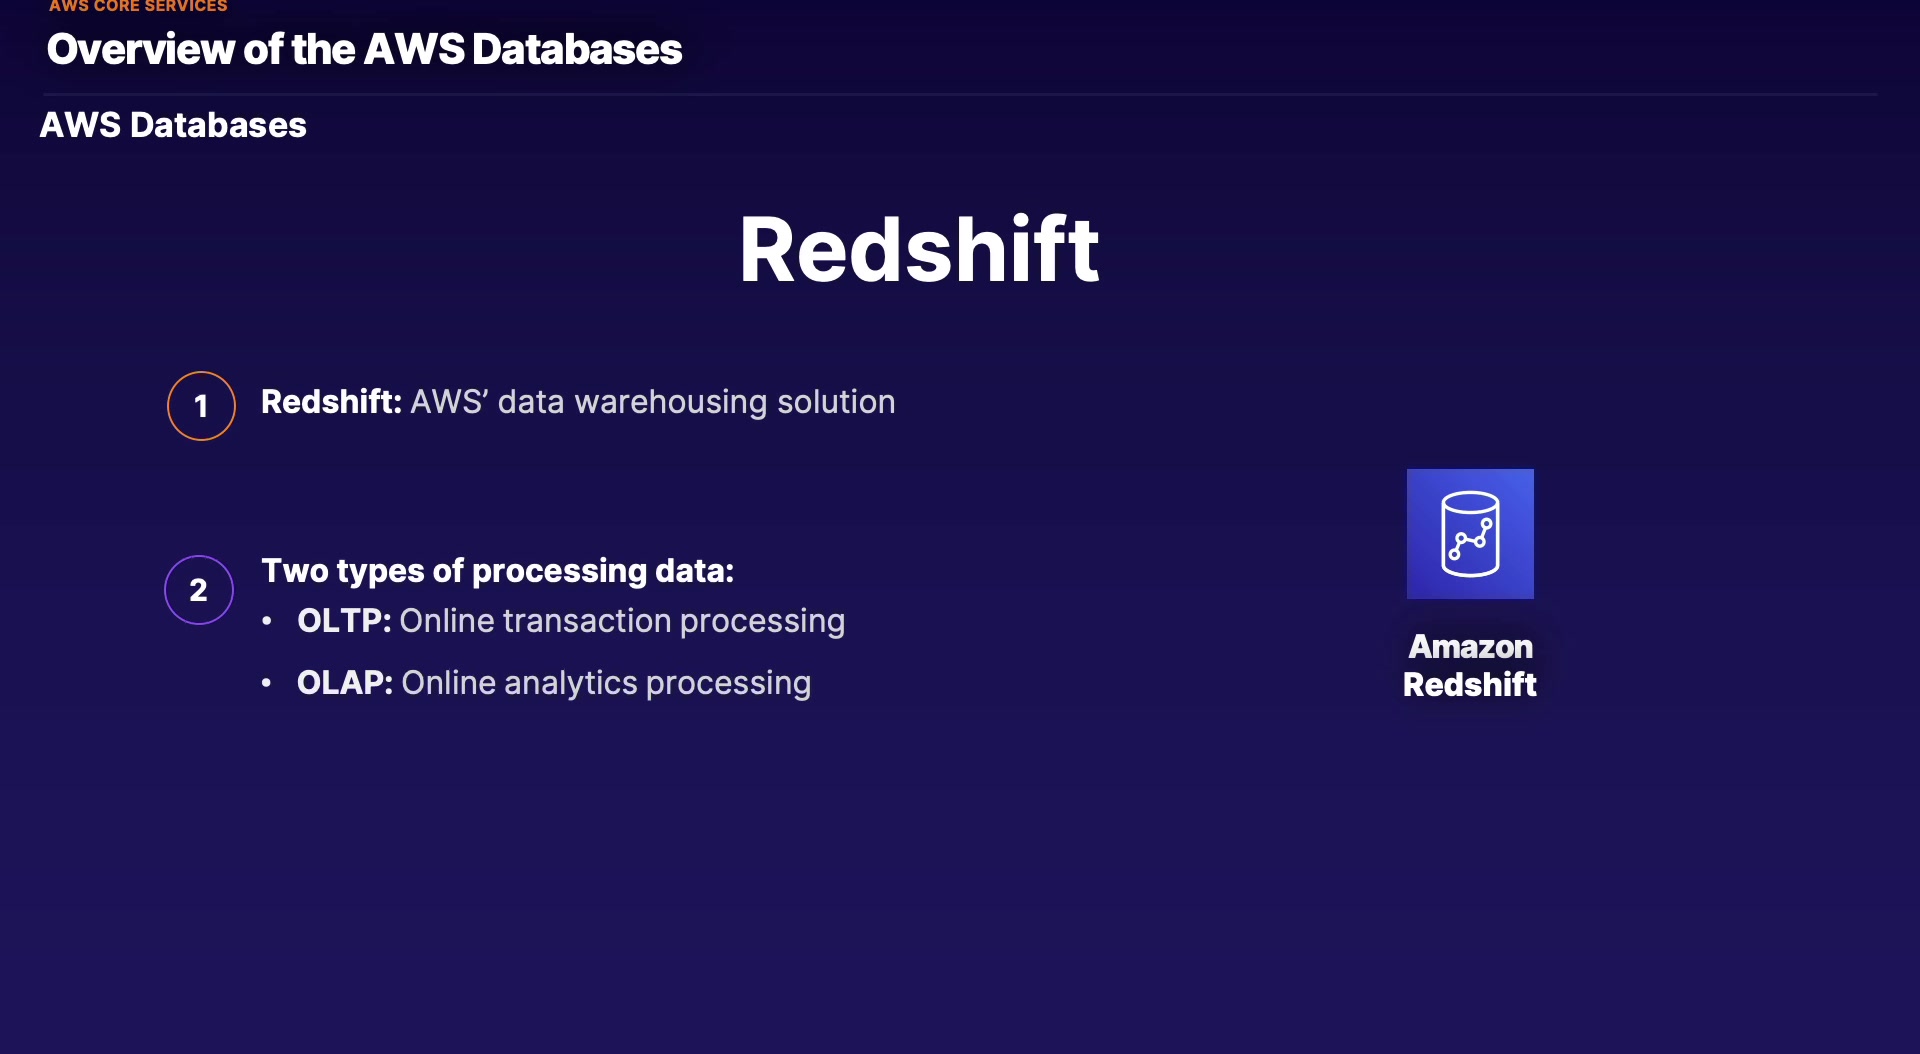 AWS CORE SERVICES
Overview of the AWS Databases
AWS Databases
Redshift
1 Redshift: AWS’ data warehousing solution
2 Two types of processing data:
• OLTP: Online transaction processing
• OLAP: Online analytics processing
Amazon
Redshift